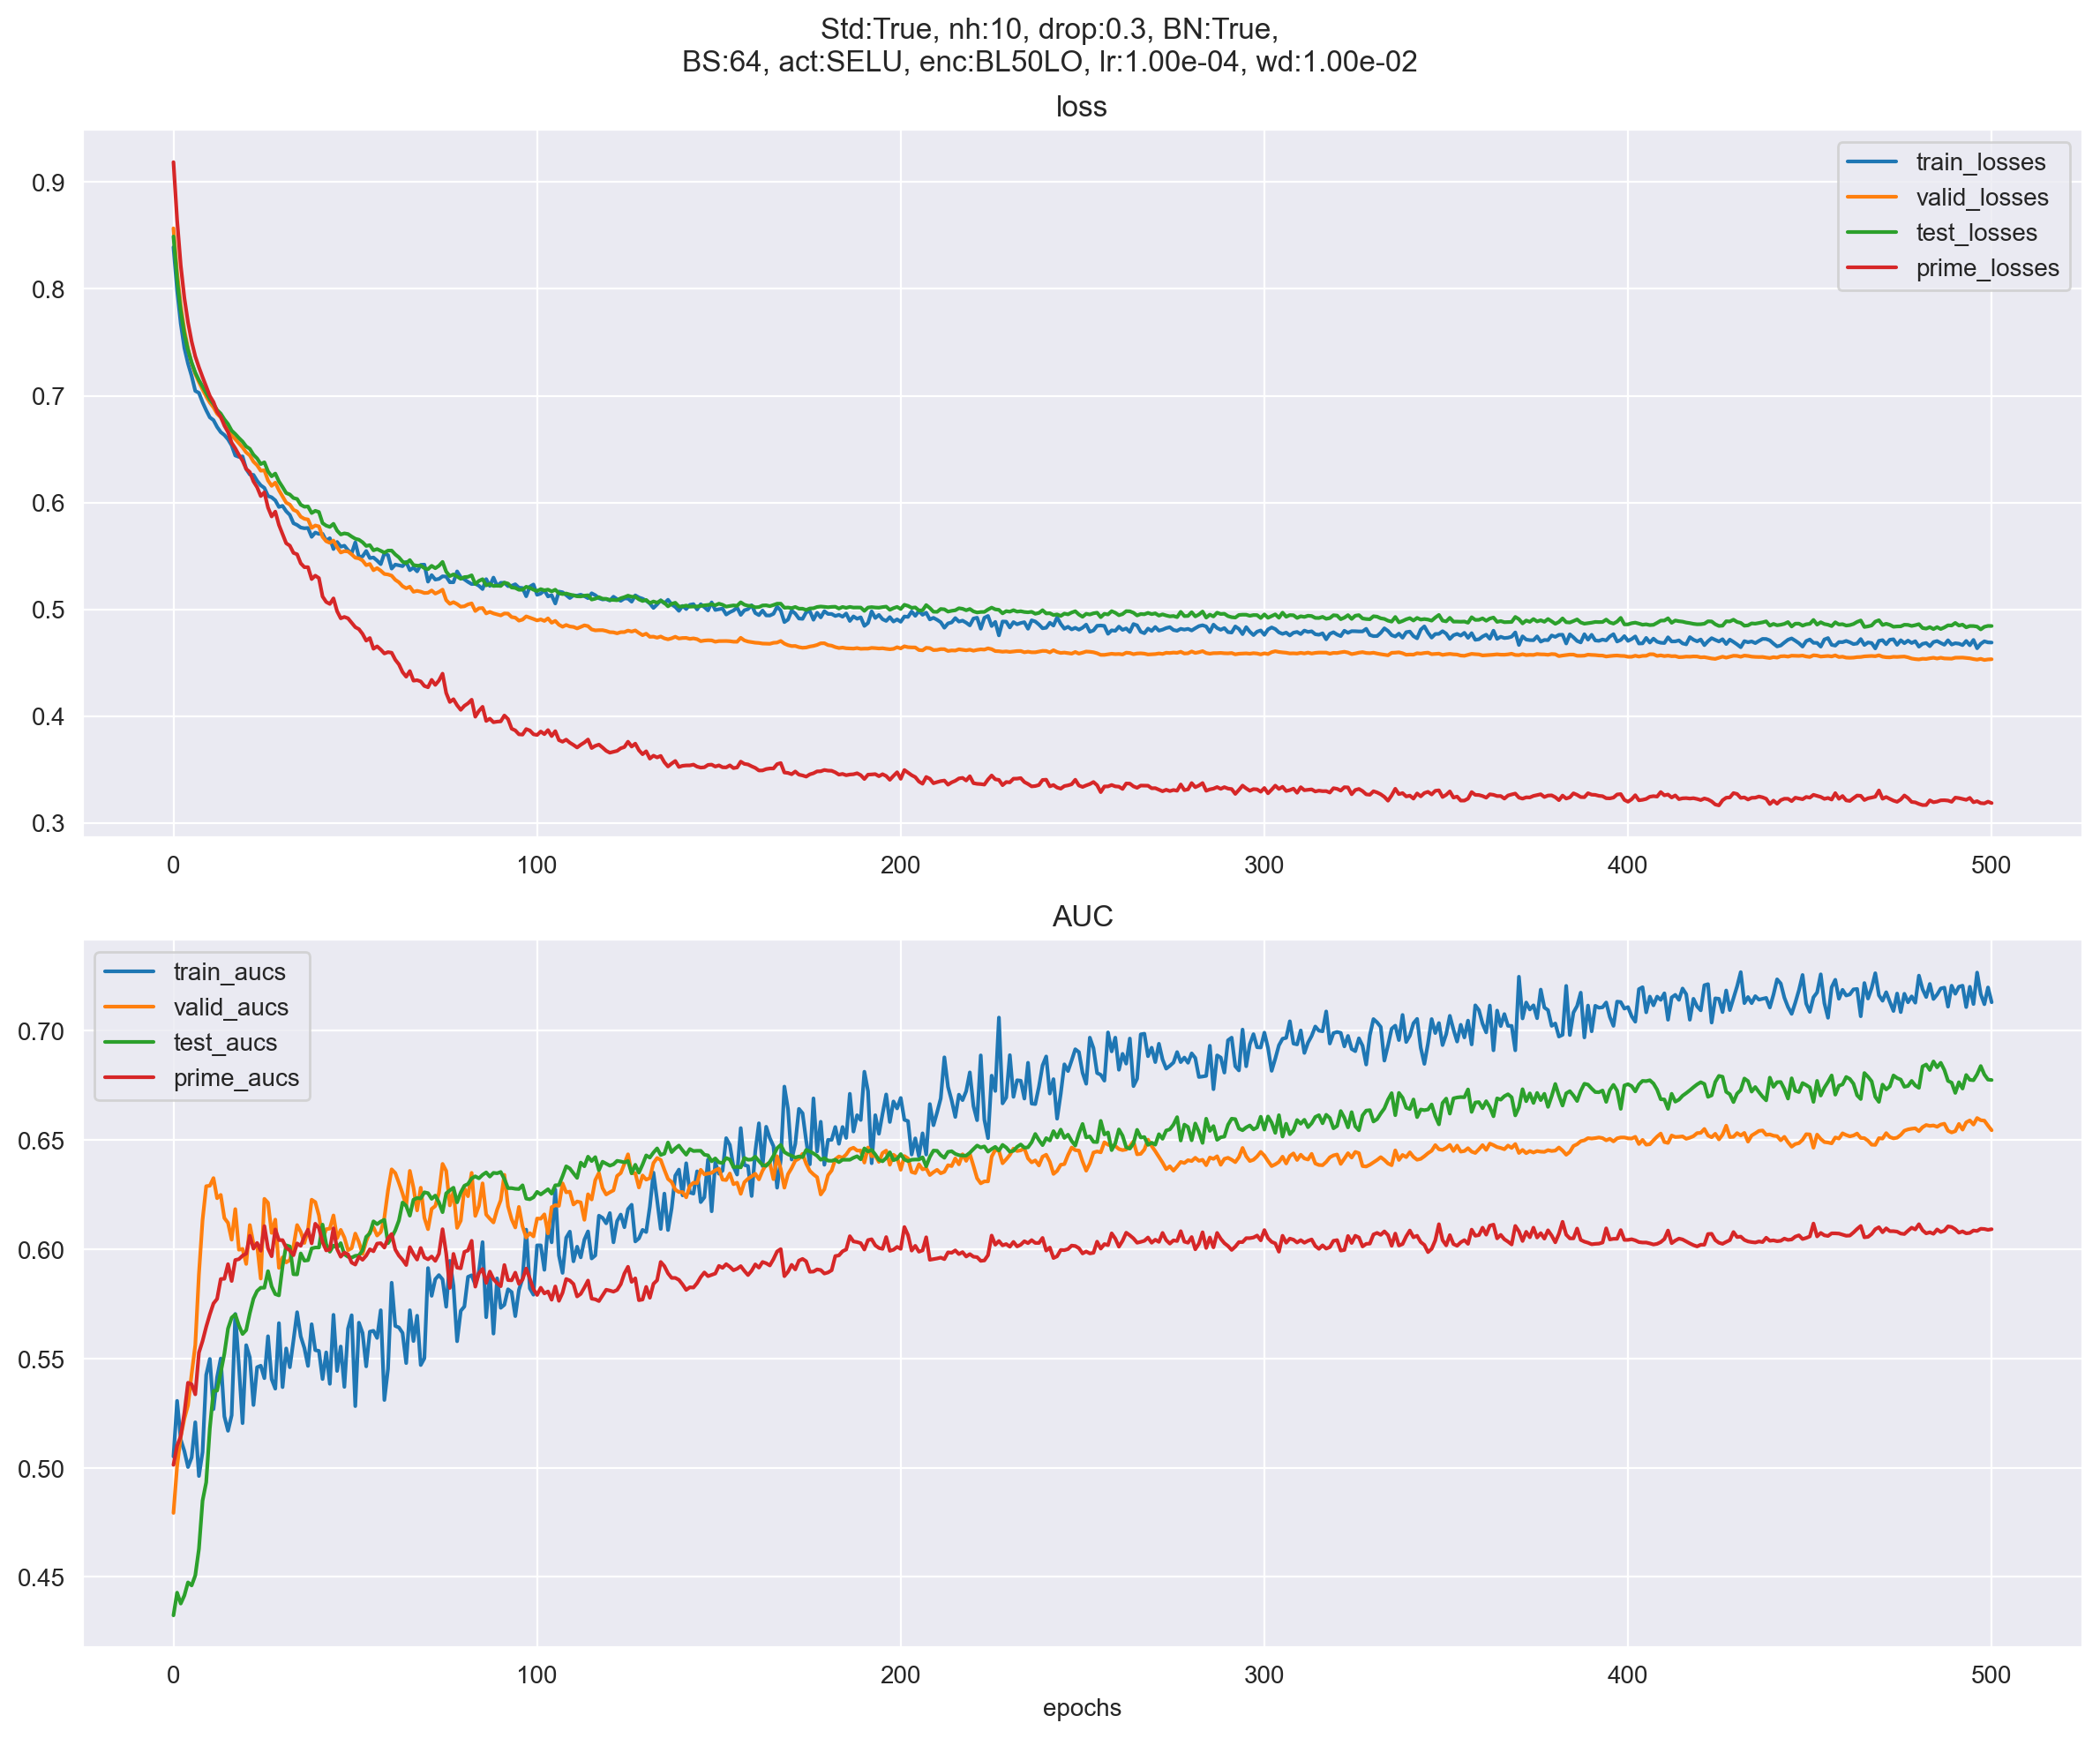 Std:True, nh:10, drop:0.3, BN:True,
BS:64, act:SELU, enc:BL50LO, lr:1.00e-04, wd:1.00e-02
loss
0.9
0.8
0.7
0.6
0.5
0.4
0.3
train_losses
valid_losses
test_losses
prime_losses
0 100 200 300 400 500
AUC
train_aucs
valid_aucs
test_aucs
prime_aucs
0.70
0.65
0.60
0.55
0.50
0.45
0 100 200 300 400 500
epochs